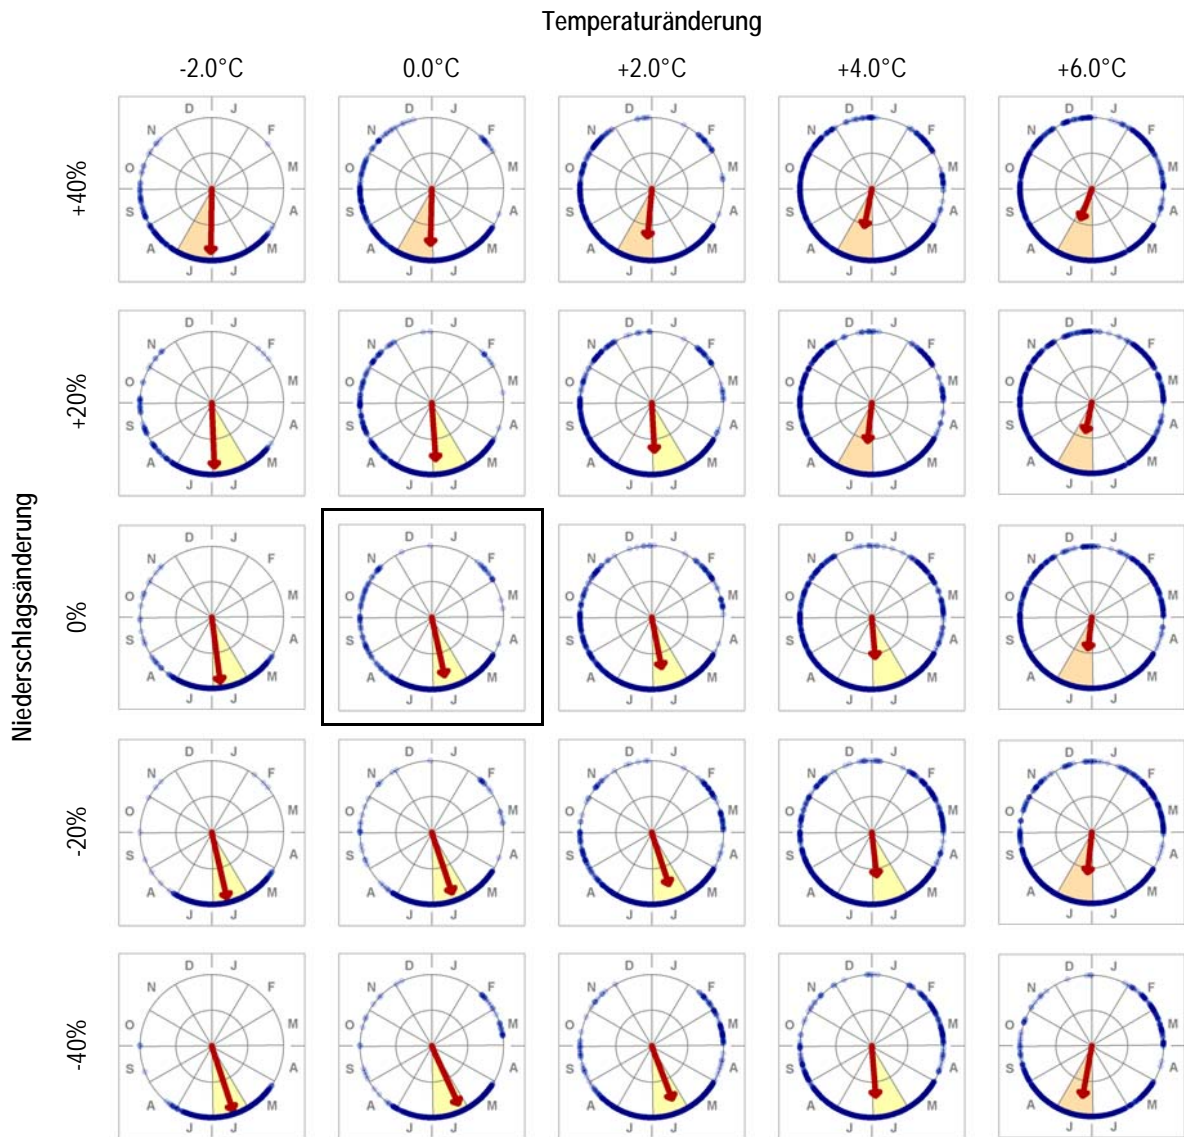 Temperaturänderung
-2.0°C 0.0°C +2.0°C +4.0°C +6.0°C
Niederschlagsänderung
+40%
D J D J D J D J D J
N F N F N F N F N F
O M O M O M O M O M
S A S A S A S A S A
A M A M A M A M A M
J J J J J J J J J J
+20%
D J D J D J D J D J
N F N F N F N F N F
O M O M O M O M O M
S A S A S A S A S A
A M A M A M A M A M
J J J J J J J J J J
0%
D J D J D J D J D J
N F N F N F N F N F
O M O M O M O M O M
S A S A S A S A S A
A M A M A M A M A M
J J J J J J J J J J
-20%
D J D J D J D J D J
N F N F N F N F N F
O M O M O M O M O M
S A S A S A S A S A
A M A M A M A M A M
J J J J J J J J J J
-40%
D J D J D J D J D J
N F N F N F N F N F
O M O M O M O M O M
S A S A S A S A S A
A M A M A M A M A M
J J J J J J J J J J